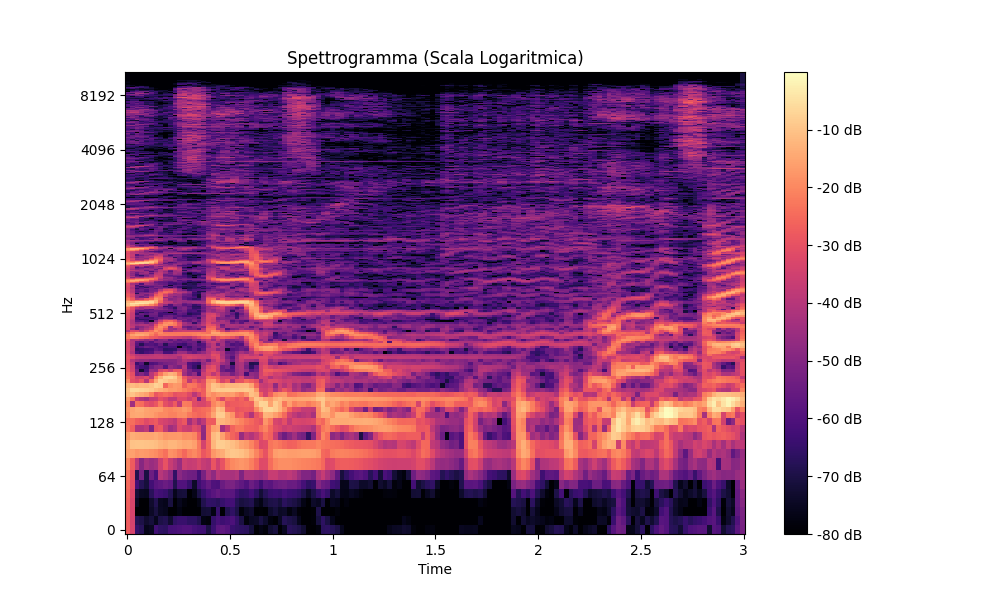 Spettrogramma (Scala Logaritmica)
8192
4096
2048
1024
512
256
128
64
0
Hz
0
0.5
1
1.5
2
2.5
3
Time
-10 dB
-20 dB
-30 dB
-40 dB
-50 dB
-60 dB
-70 dB
-80 dB